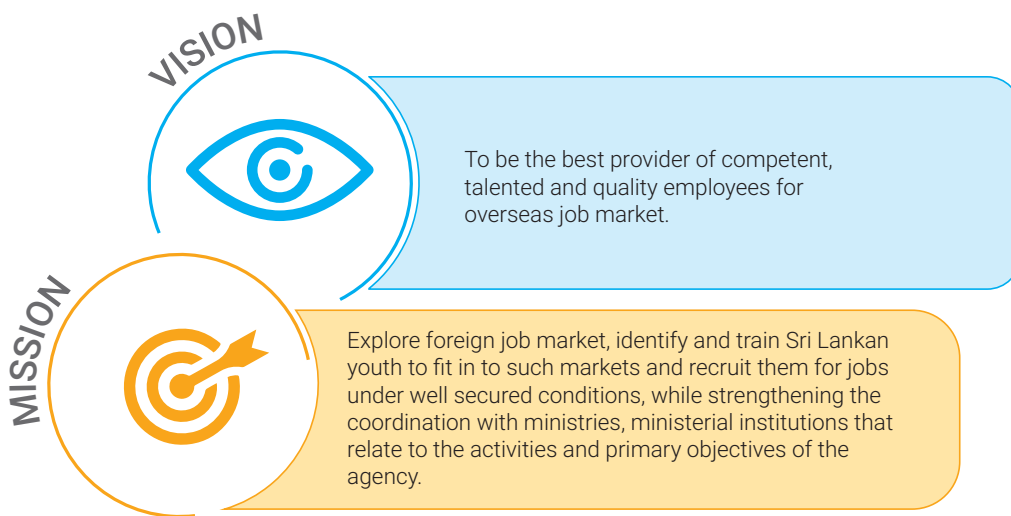 VISION
To be the best provider of competent,
talented and quality employees for
overseas job market.
MISSION
Explore foreign job market, identify and train Sri Lankan
youth to fit in to such markets and recruit them for jobs
under well secured conditions, while strengthening the
coordination with ministries, ministerial institutions that
relate to the activities and primary objectives of the
agency.